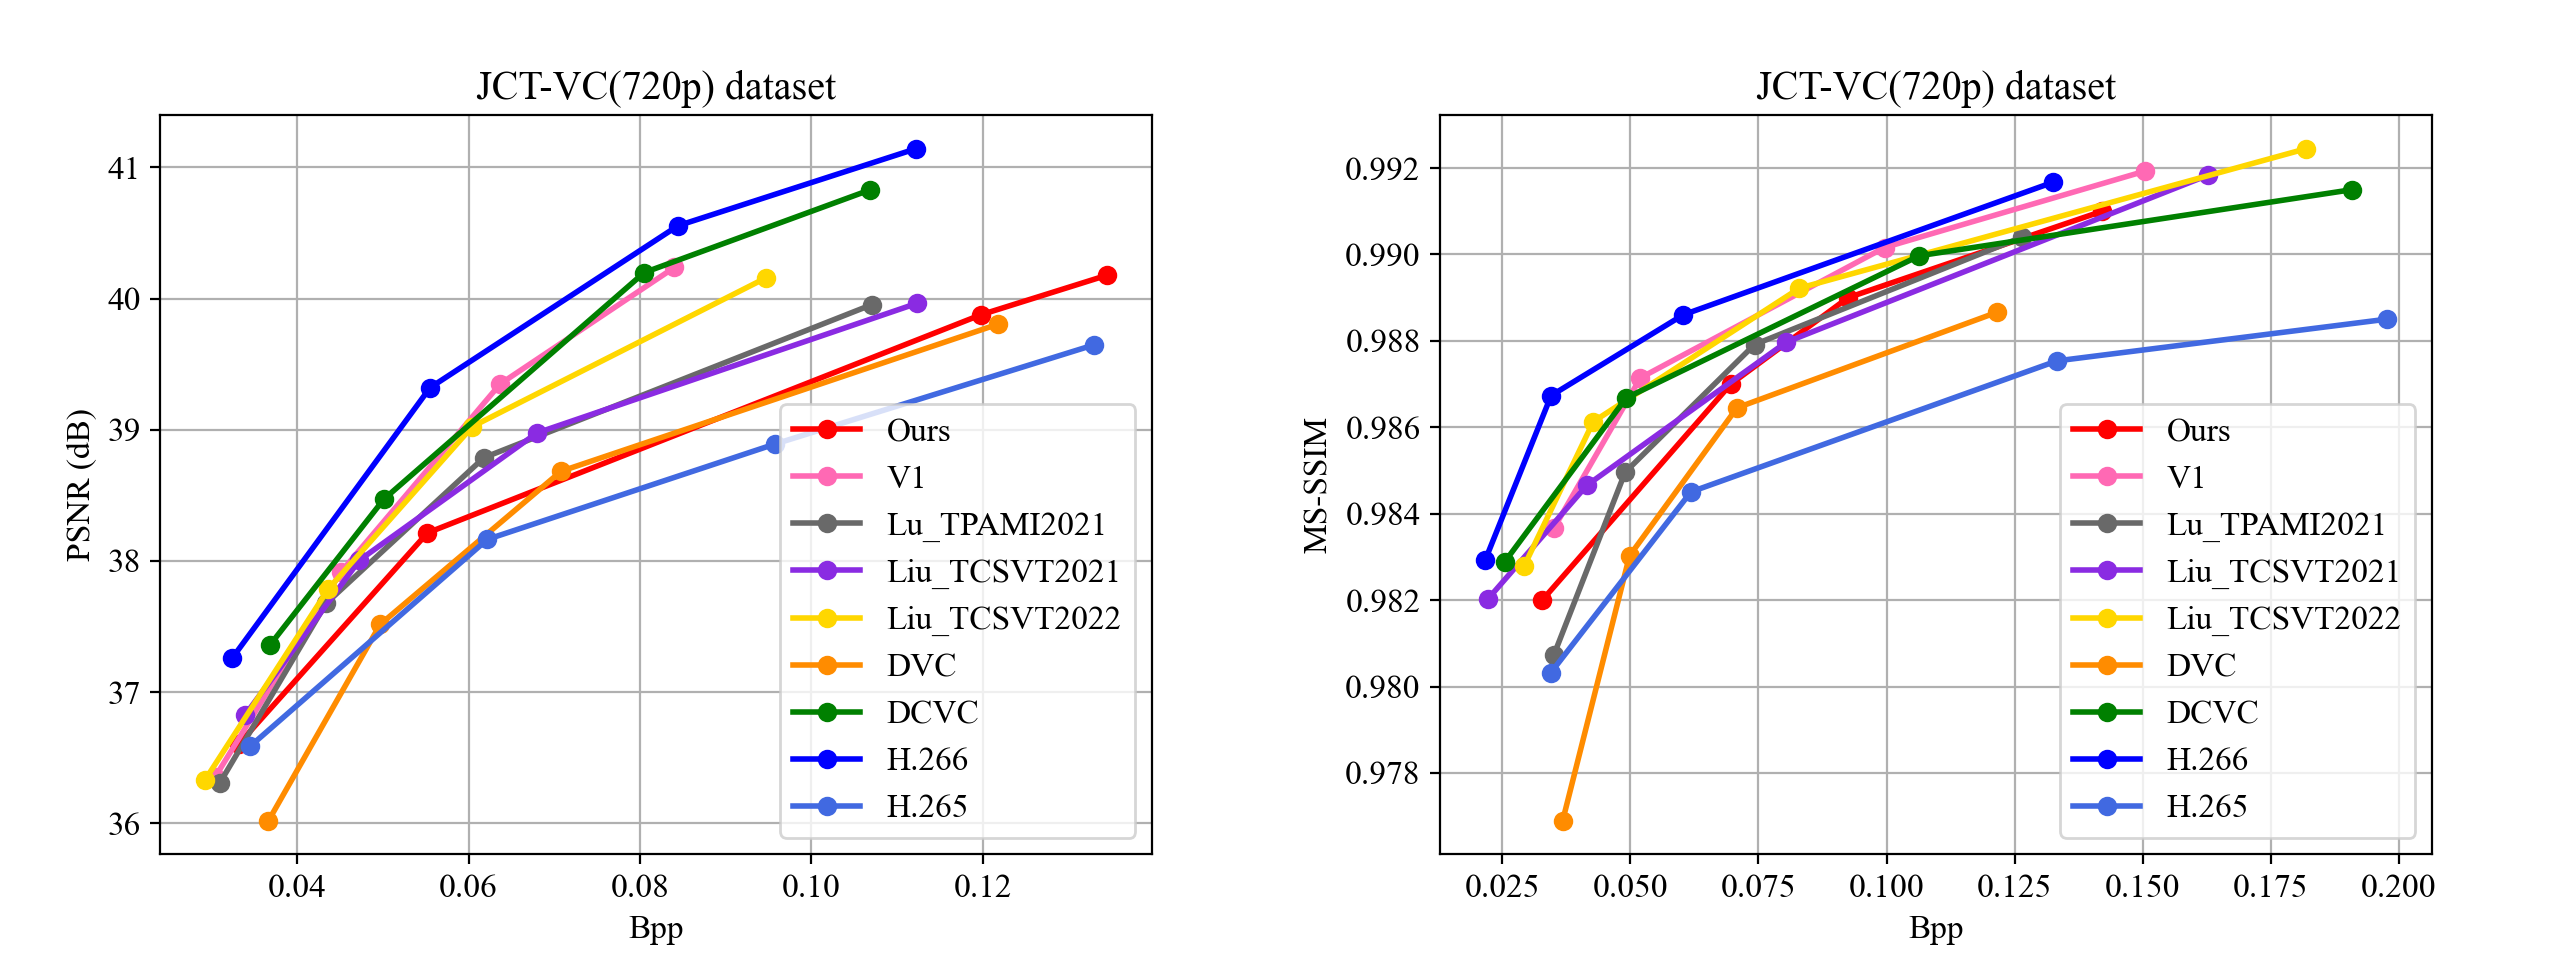 JCT-VC(720p) dataset
PSNR (dB)
41
40
39
38
37
36
0.04 0.06 0.08 0.10 0.12
Bpp
Ours
V1
Lu_TPAMI2021
Liu_TCSVT2021
Liu_TCSVT2022
DVC
DCVC
H.266
H.265
JCT-VC(720p) dataset
MS-SSIM
0.992
0.990
0.988
0.986
0.984
0.982
0.980
0.978
0.025 0.050 0.075 0.100 0.125 0.150 0.175 0.200
Bpp
Ours
V1
Lu_TPAMI2021
Liu_TCSVT2021
Liu_TCSVT2022
DVC
DCVC
H.266
H.265